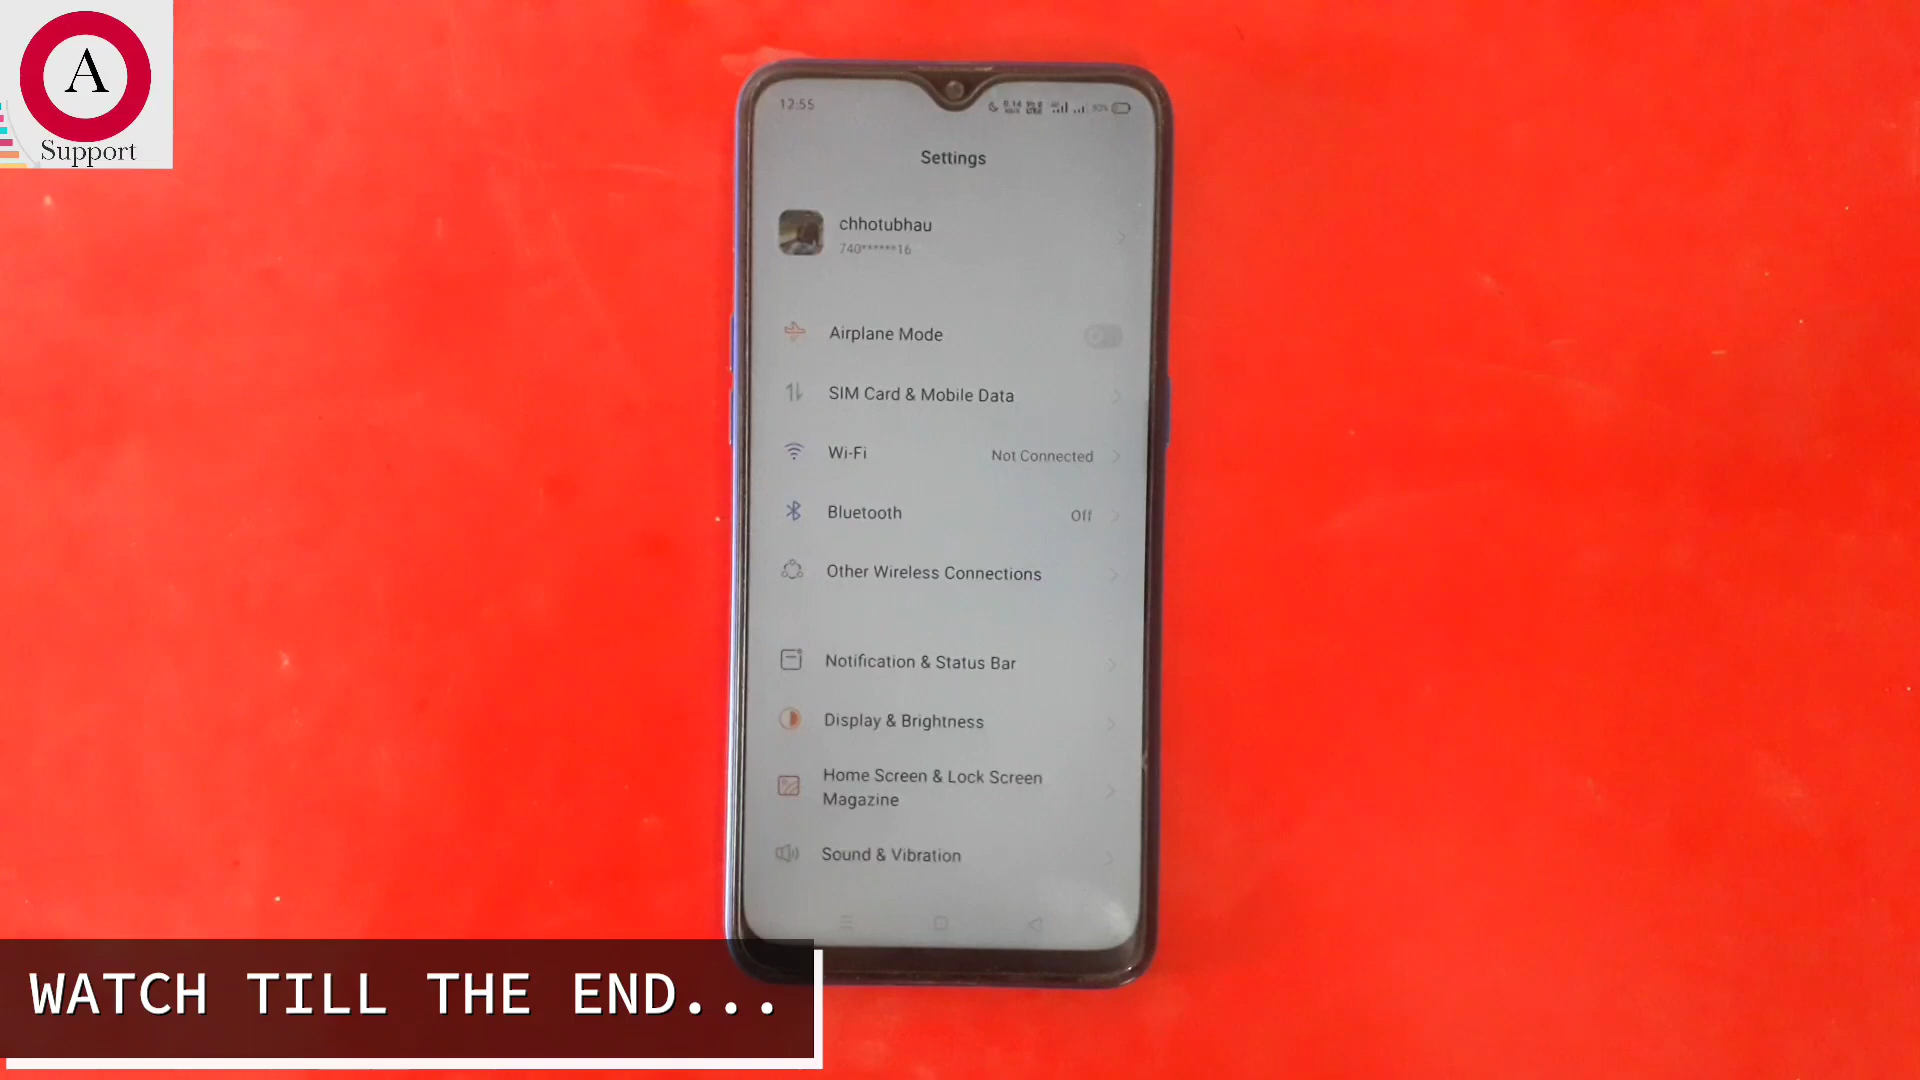 A
Support
12:55
Settings
chhotubhau
740******16
Airplane Mode
SIM Card & Mobile Data
Wi-Fi
Not Connected
Bluetooth
Off
Other Wireless Connections
Notification & Status Bar
Display & Brightness
Home Screen & Lock Screen
Magazine
Sound & Vibration
WATCH TILL THE END...